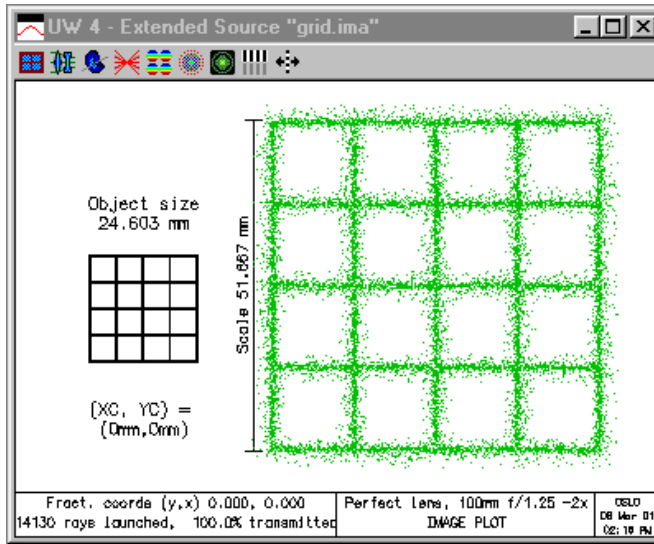 UW 4 - Extended Source "grid.ima"
Object size
24.603 mm
Scale 51.667 mm
(XC, YC) =
(0mm,0mm)
Fract. coords (y,x) 0.000, 0.000
14130 rays launched, 100.0% transmitted
Perfect lens, 100mm f/1.25 -2x
IMAGE PLOT
OSLO
08 Mar 01
02:18 PM